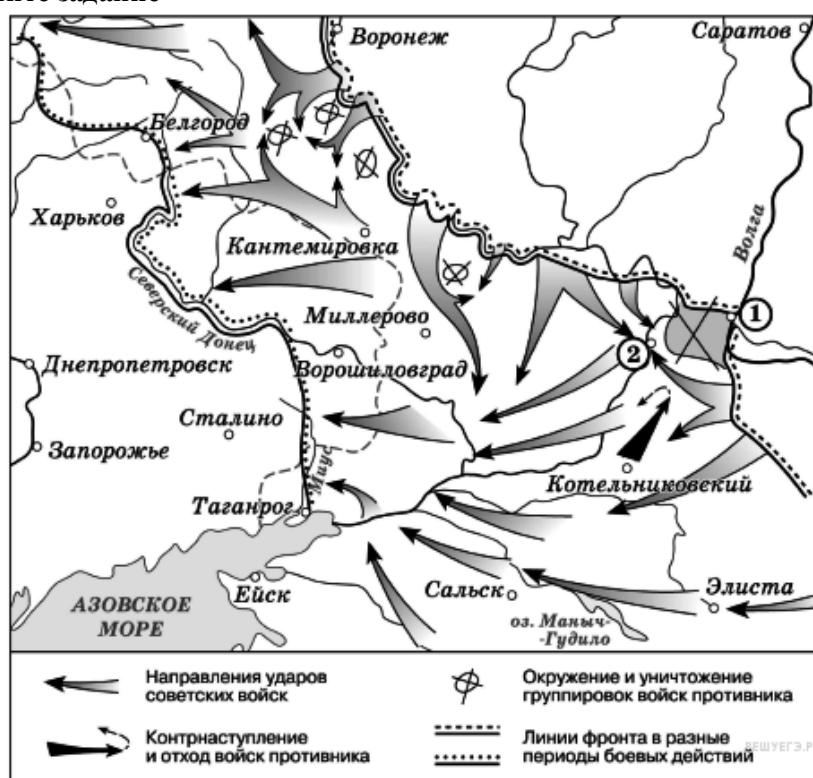 Воронеж
Саратов
Белгород
Харьков
Волга
Кантемировка
Северский Донец
Миллерово
1
2
Днепропетровск
Ворошиловград
Сталино
Запорожье
Миус
Котельниковский
Таганрог
Ейск
Сальск
Элиста
АЗОВСКОЕ
МОРЕ
оз. Маныч-
-Гудило
Направления ударов
советских войск
Окружение и уничтожение
группировок войск противника
Контрнаступление
и отход войск противника
Линии фронта в разные
периоды боевых действий